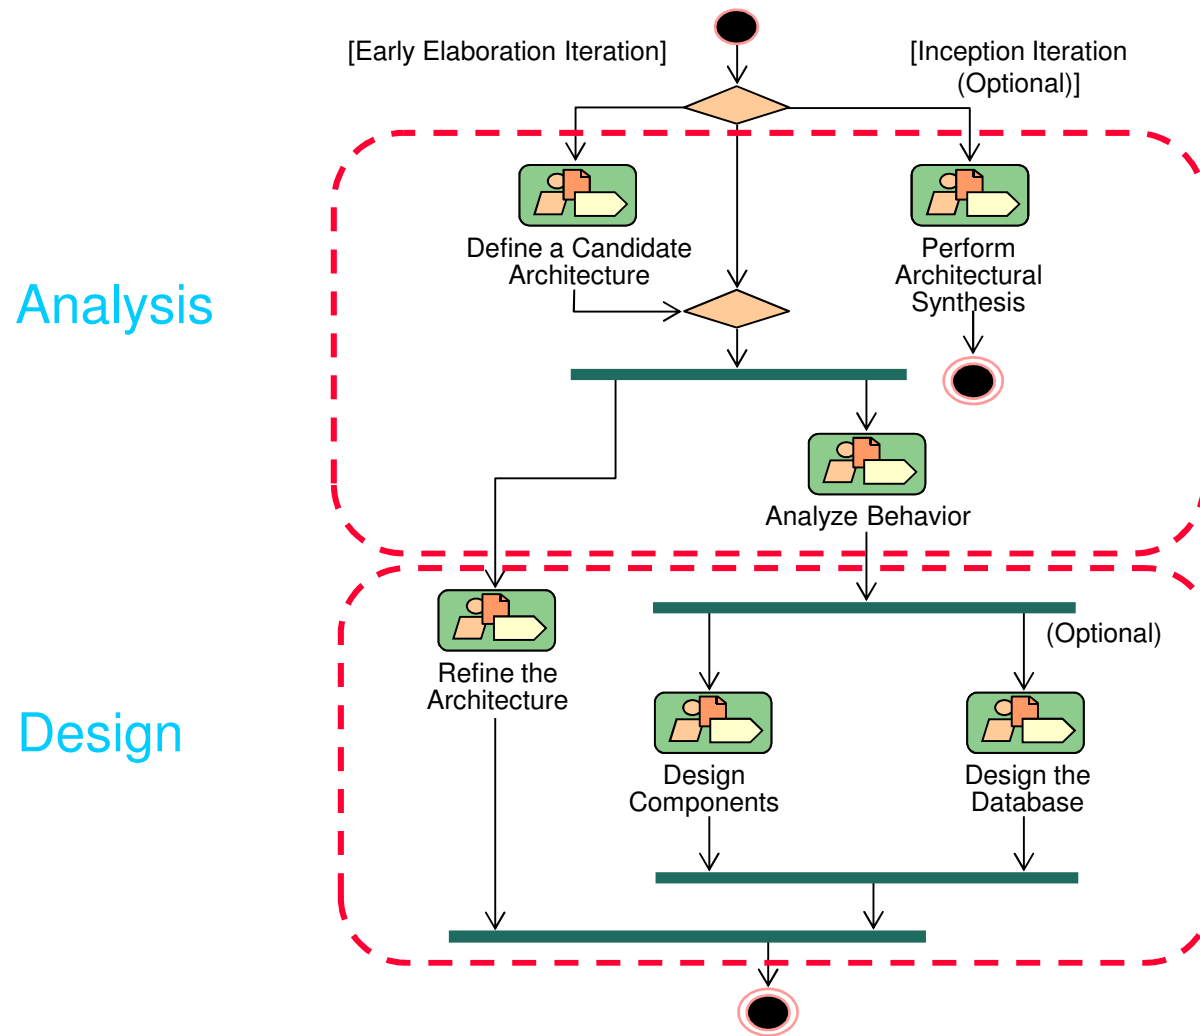 [Early Elaboration Iteration]
[Inception Iteration
(Optional)]
Define a Candidate
Architecture
Perform
Architectural
Synthesis
Analysis
Analyze Behavior
(Optional)
Refine the
Architecture
Design
Design
Components
Design the
Database